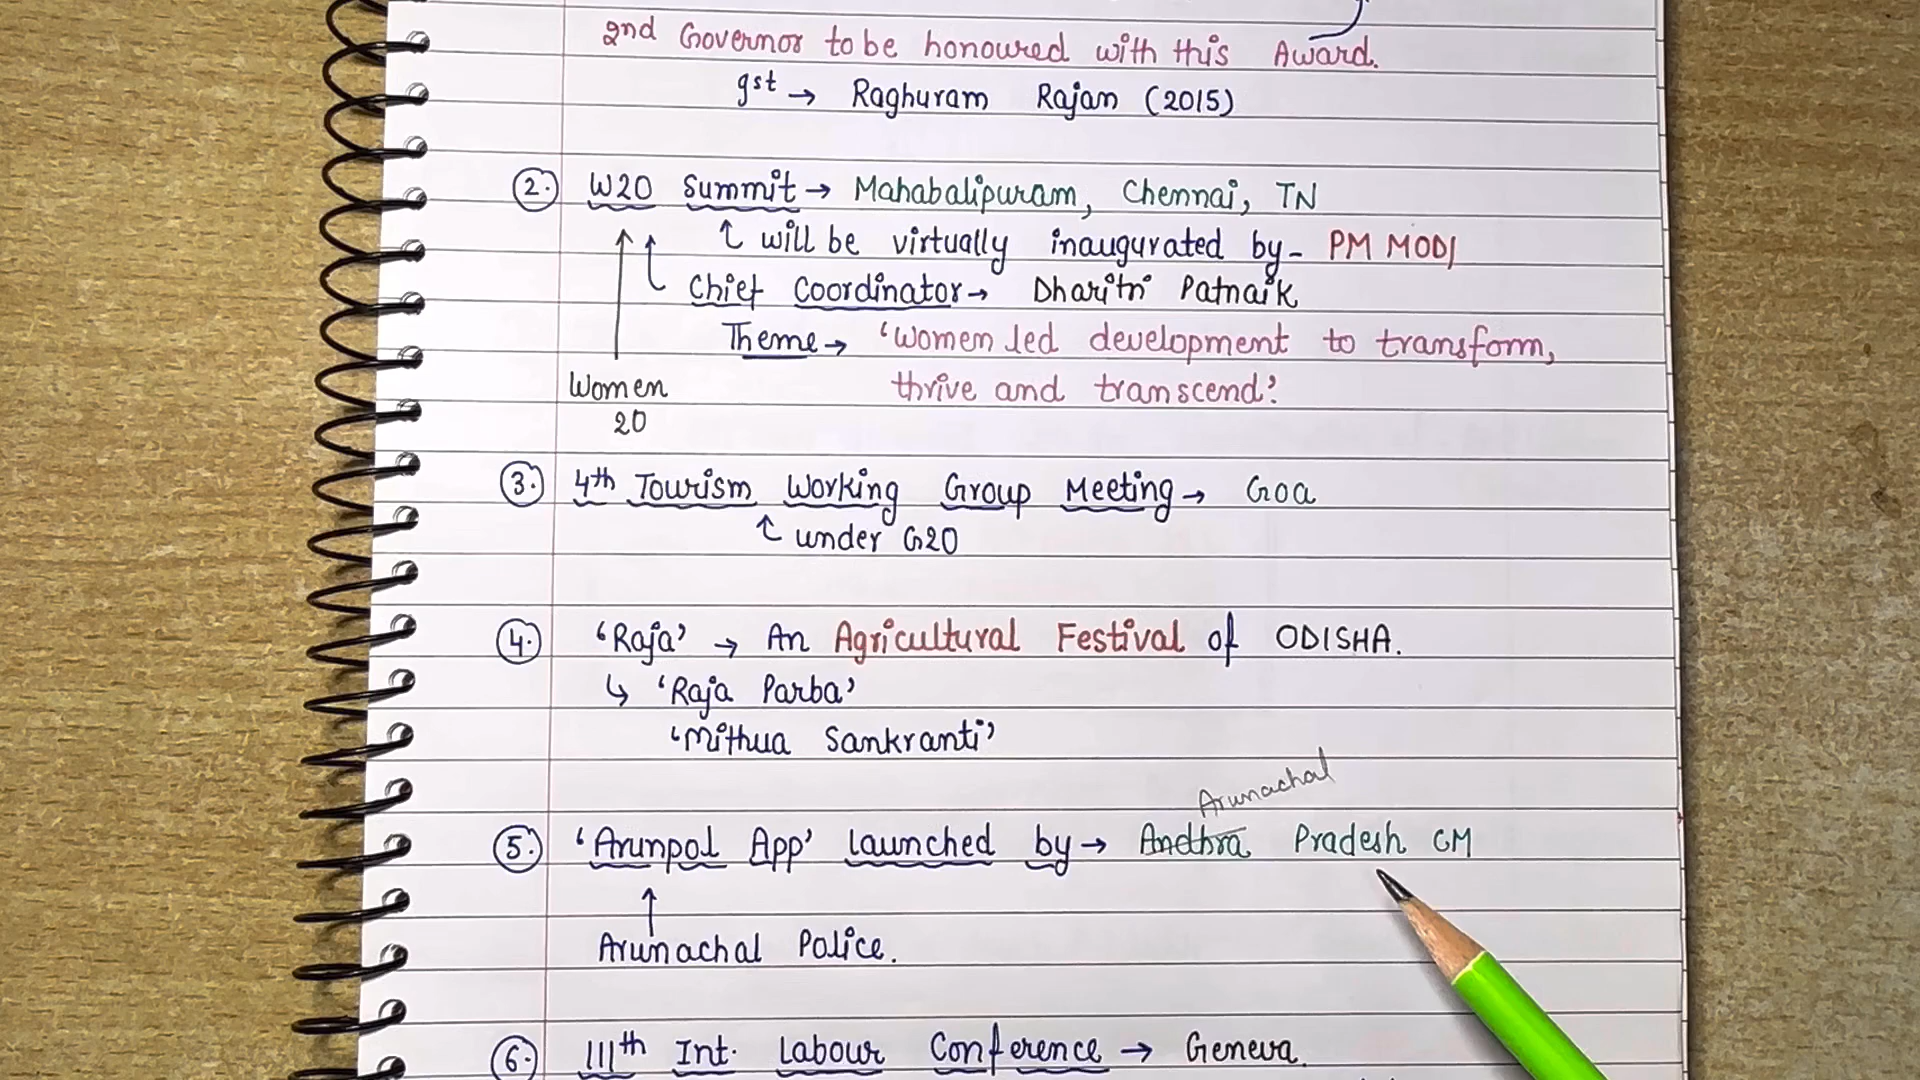 2nd Governor to be honoured with this Award.
gst → Raghuram Rajan (2015)
2. W20 Summit → Mahabalipuram, Chennai, TN
will be virtually inaugurated by - PM MODI
Chief Coordinator → Dharitri Patnaik
Theme → 'Women led development to transform,
thrive and transcend'
Women
20
3. 4th Tourism Working Group Meeting → Goa
under G20
4. 'Raja' → An Agricultural Festival of ODISHA.
↳ 'Raja Parba'
'Mithua Sankranti'
Arunachal
5. 'Arunpol App' launched by → Andhra Pradesh CM
Arunachal Police.
6. 111th Int. Labour Conference → Geneva